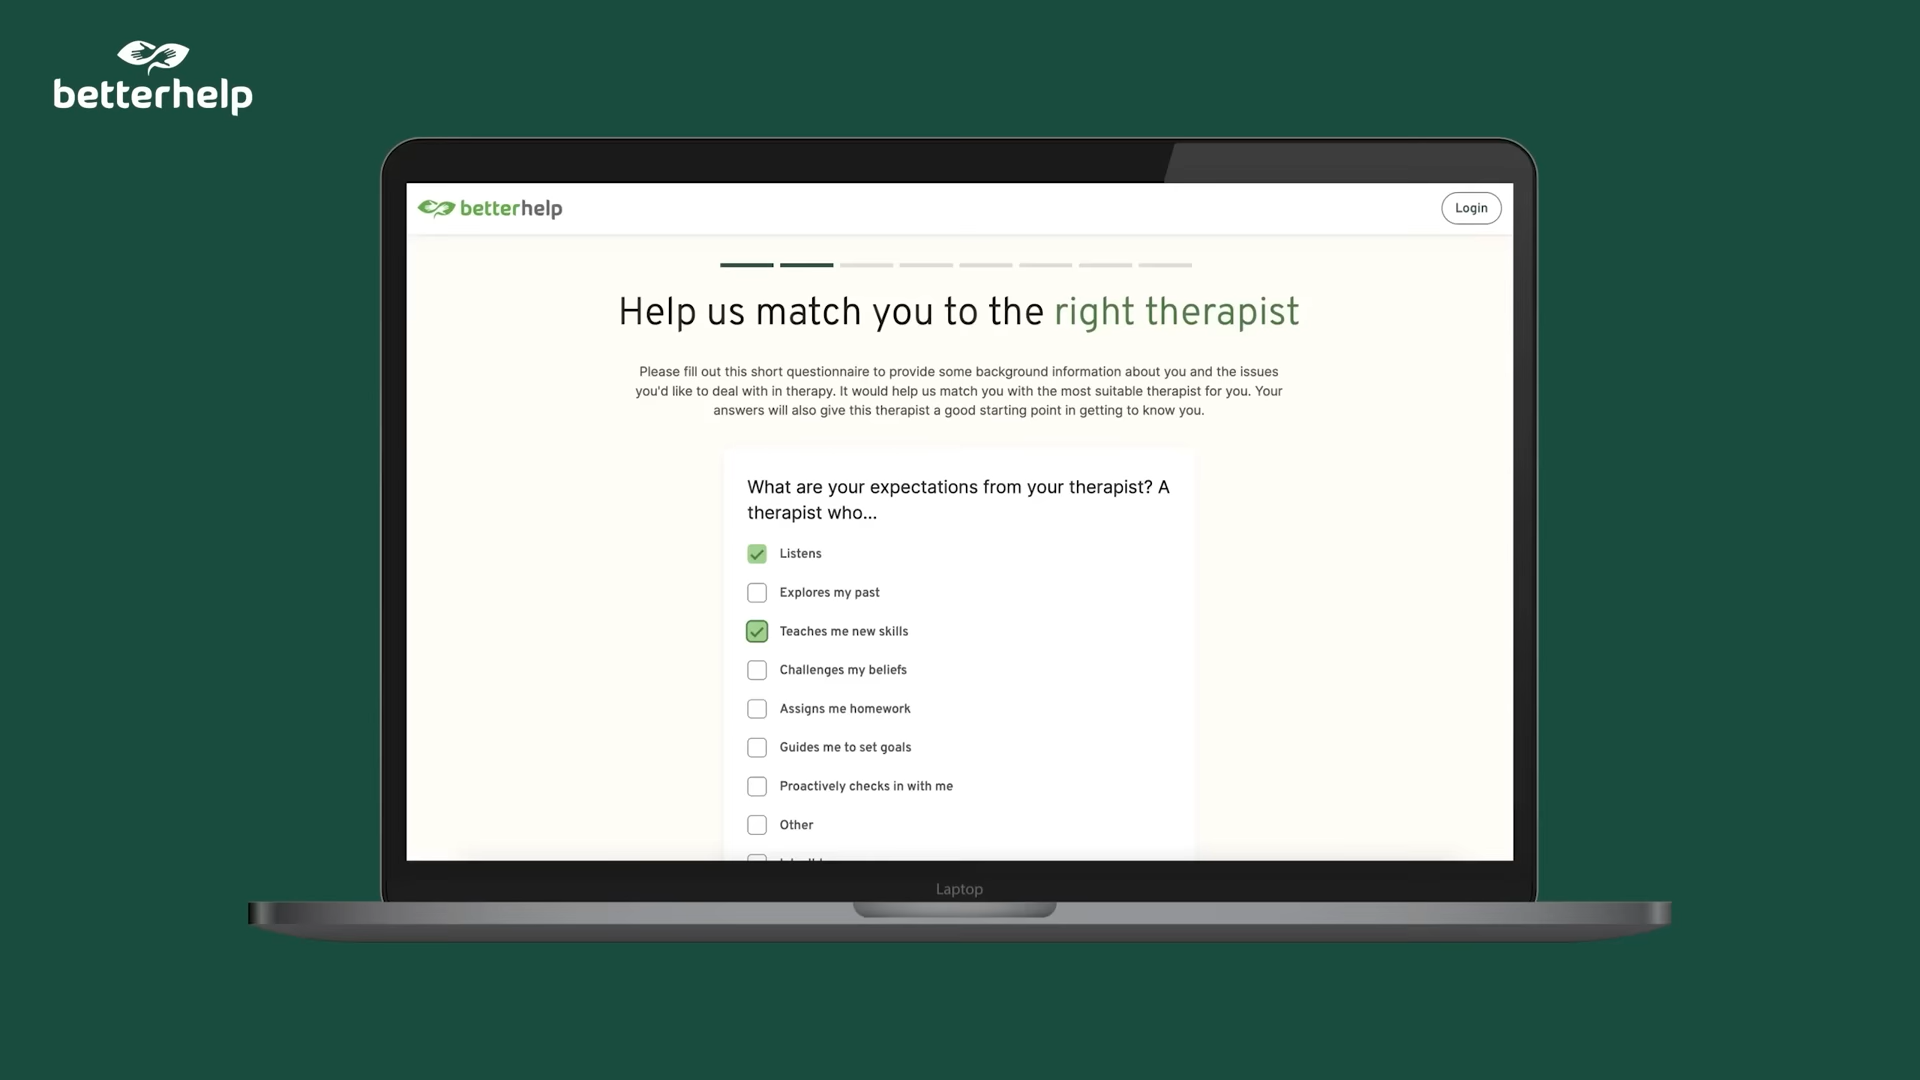 betterhelp
betterhelp
Login
Help us match you to the right therapist
Please fill out this short questionnaire to provide some background information about you and the issues
you'd like to deal with in therapy. It would help us match you with the most suitable therapist for you. Your
answers will also give this therapist a good starting point in getting to know you.
What are your expectations from your therapist? A
therapist who...
Listens
Explores my past
Teaches me new skills
Challenges my beliefs
Assigns me homework
Guides me to set goals
Proactively checks in with me
Other
Laptop